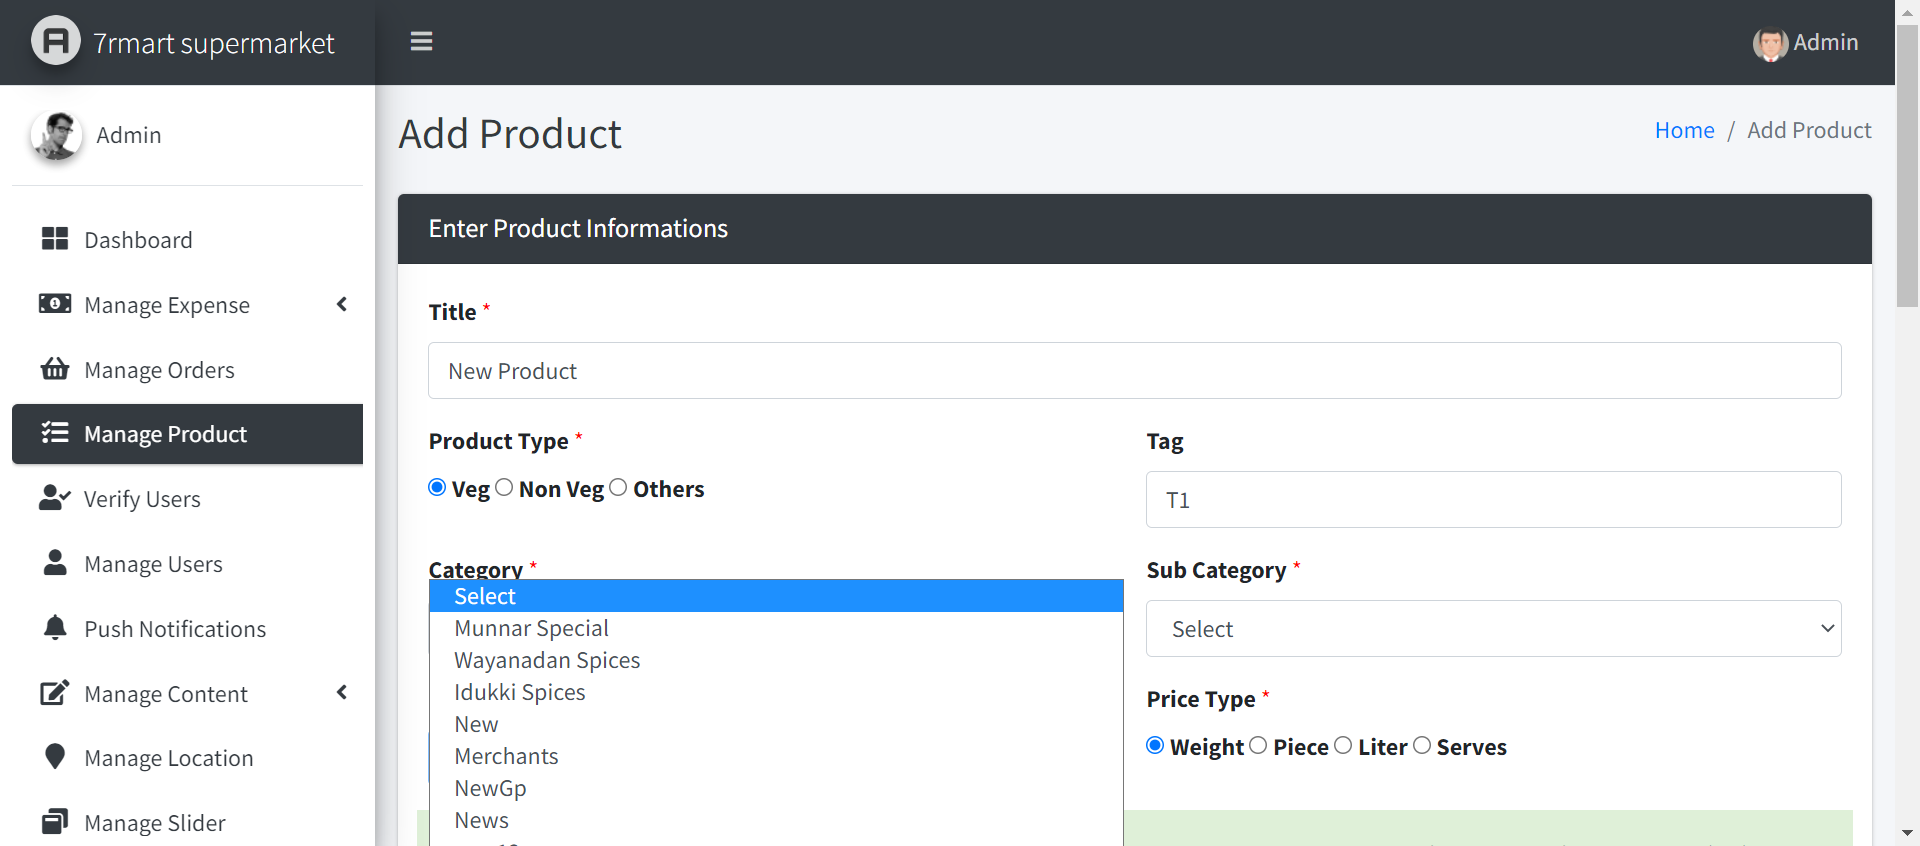 7rmart supermarket
Admin
Admin
Add Product
Home / Add Product
Dashboard
Manage Expense
Manage Orders
Manage Product
Verify Users
Manage Users
Push Notifications
Manage Content
Manage Location
Manage Slider
Enter Product Informations
Title *
New Product
Product Type *
Veg Non Veg Others
Tag
T1
Category *
Select
Munnar Special
Wayanadan Spices
Idukki Spices
New
Merchants
NewGp
News
Sub Category *
Select
Price Type *
Weight Piece Liter Serves